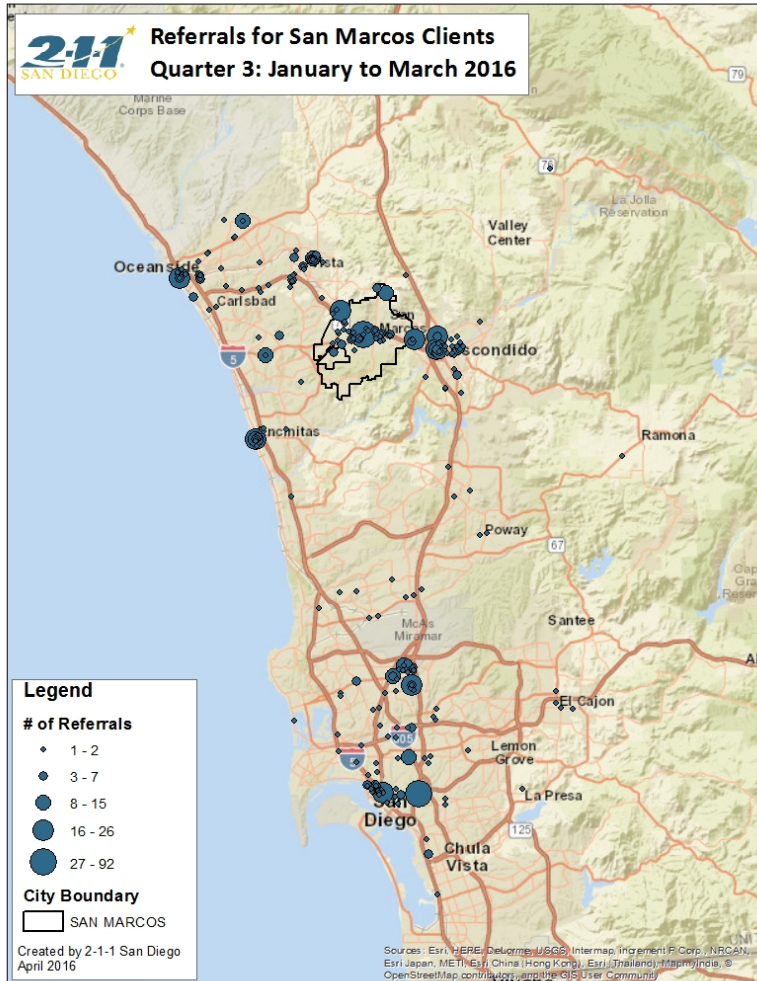 2-1-1
SAN DIEGO
Referrals for San Marcos Clients
Quarter 3: January to March 2016
Marine
Corps Base
79
76
La Jolla
Reservation
Valley
Center
Oceanside
Vista
Carlsbad
San
Marcos
Escondido
5
Encinitas
Ramona
Poway
67
Santee
McAs
Miramar
El Cajon
805
5
Lemon
Grove
La Presa
San
Diego
125
Chula
Vista
Legend
# of Referrals
1 - 2
3 - 7
8 - 15
16 - 26
27 - 92
City Boundary
SAN MARCOS
Created by 2-1-1 San Diego
April 2016
Sources: Esri, HERE, DeLorme, USGS, Intermap, increment P Corp., NRCAN,
Esri Japan, METI, Esri China (Hong Kong), Esri (Thailand), MapmyIndia, ©
OpenStreetMap contributors, and the GIS User Community